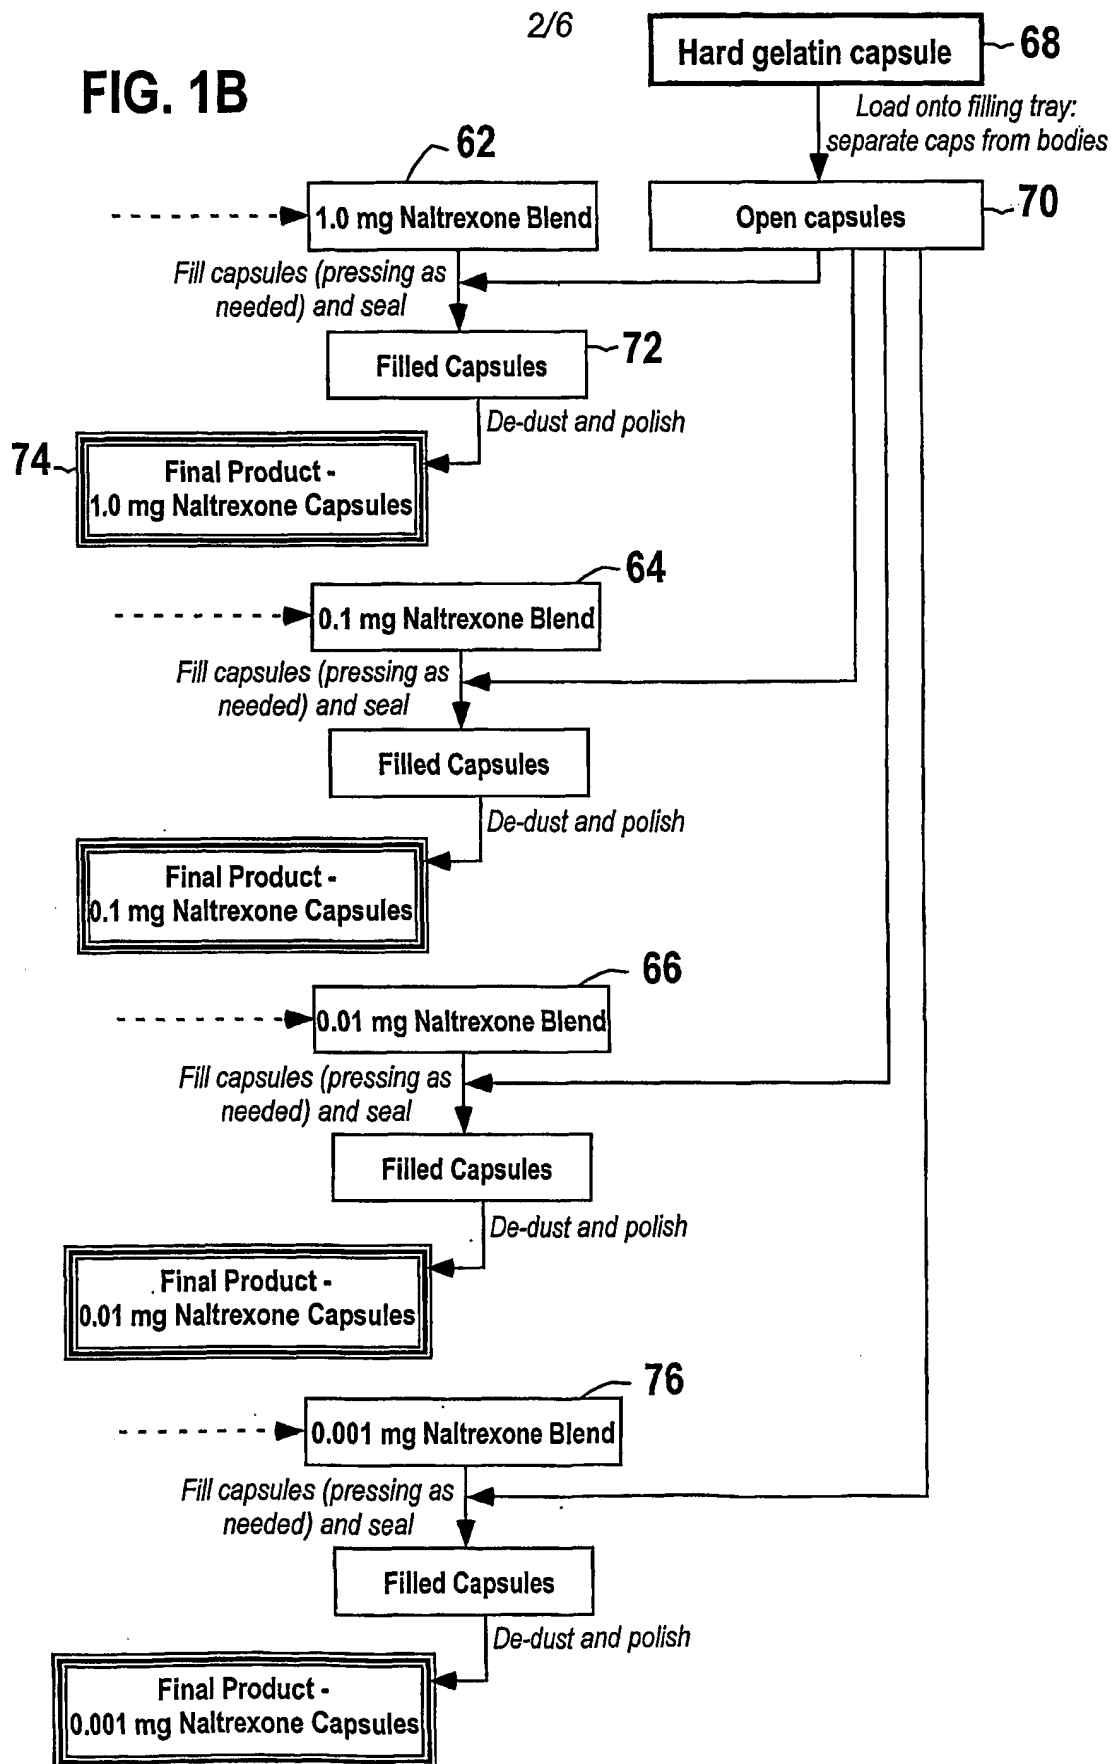 2/6
FIG. 1B
Hard gelatin capsule
68
Load onto filling tray:
separate caps from bodies
62
1.0 mg Naltrexone Blend
Open capsules
70
Fill capsules (pressing as
needed) and seal
Filled Capsules
72
De-dust and polish
74
Final Product -
1.0 mg Naltrexone Capsules
64
0.1 mg Naltrexone Blend
Fill capsules (pressing as
needed) and seal
Filled Capsules
De-dust and polish
Final Product -
0.1 mg Naltrexone Capsules
66
0.01 mg Naltrexone Blend
Fill capsules (pressing as
needed) and seal
Filled Capsules
De-dust and polish
Final Product -
0.01 mg Naltrexone Capsules
76
0.001 mg Naltrexone Blend
Fill capsules (pressing as
needed) and seal
Filled Capsules
De-dust and polish
Final Product -
0.001 mg Naltrexone Capsules